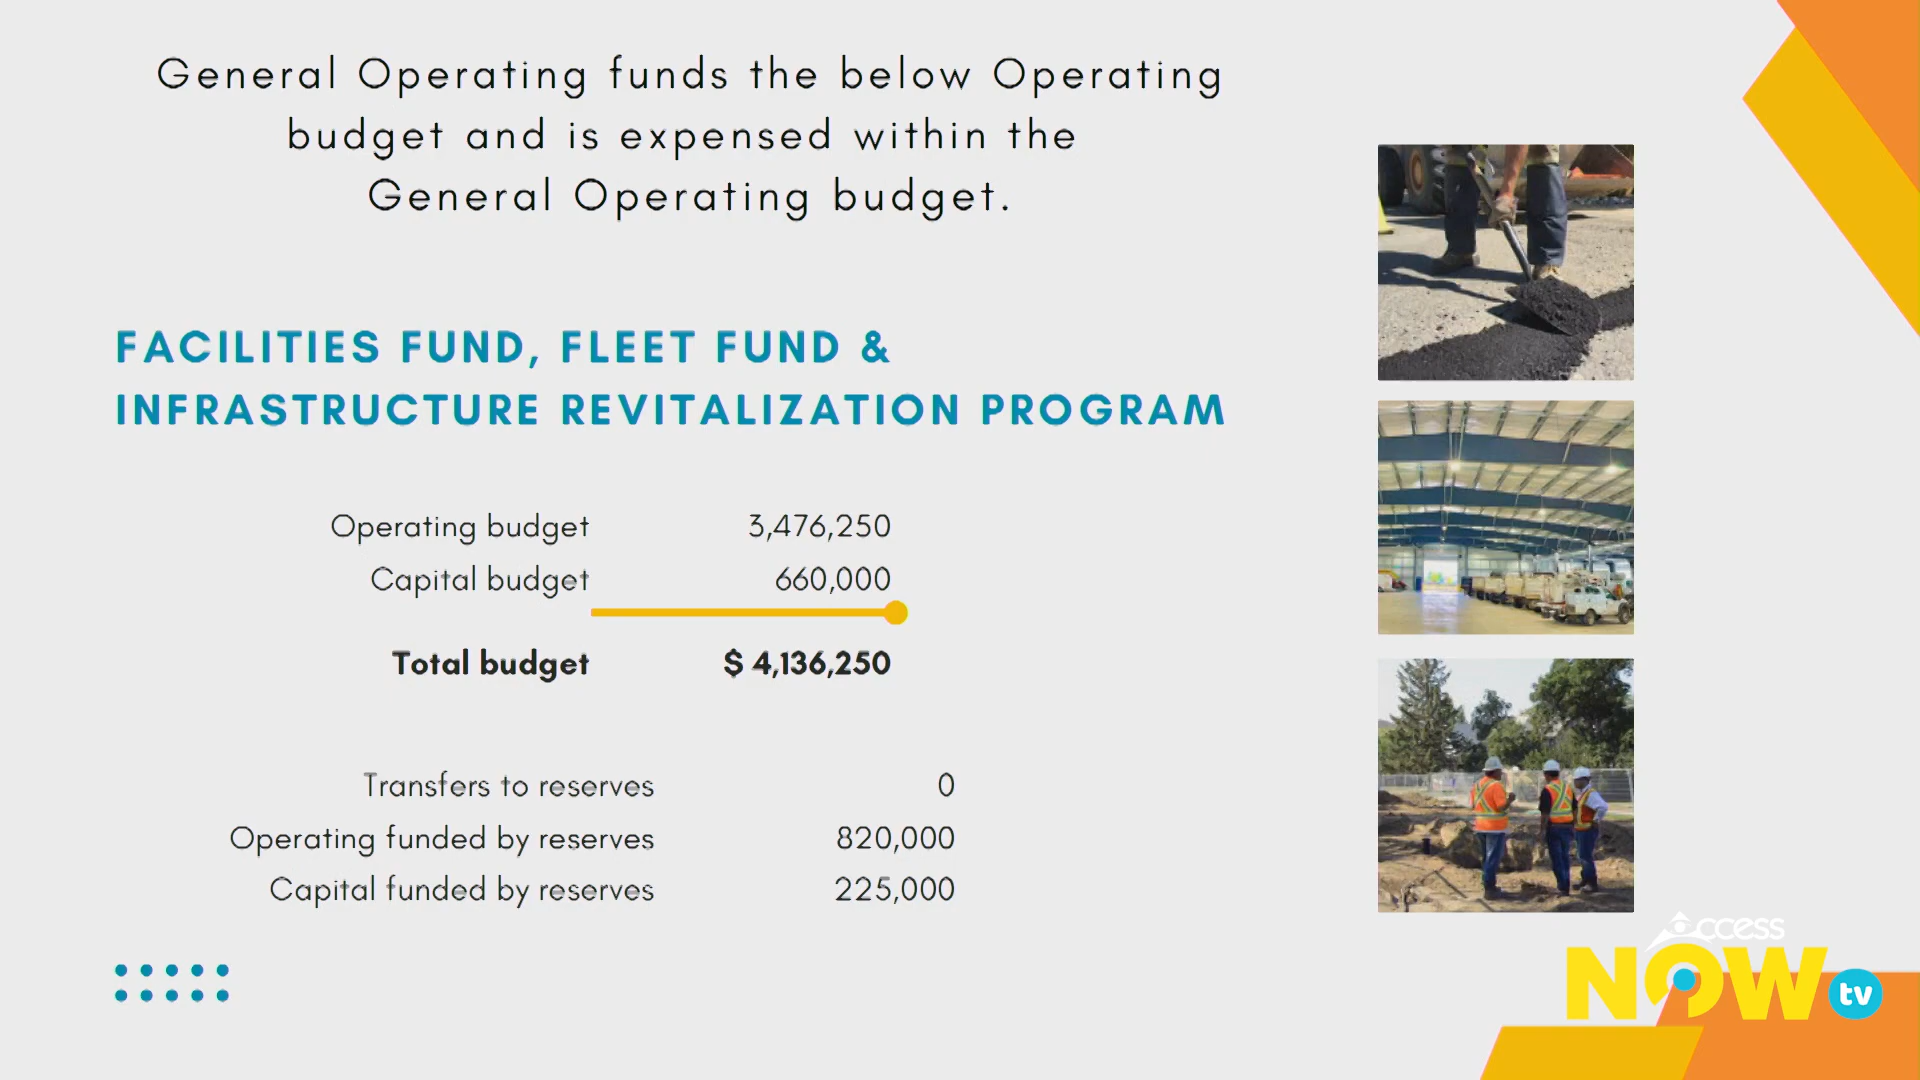 General Operating funds the below Operating
budget and is expensed within the
General Operating budget.
FACILITIES FUND, FLEET FUND &
INFRASTRUCTURE REVITALIZATION PROGRAM
Operating budget 3,476,250
Capital budget 660,000
Total budget $ 4,136,250
Transfers to reserves 0
Operating funded by reserves 820,000
Capital funded by reserves 225,000
Access
NOW tv